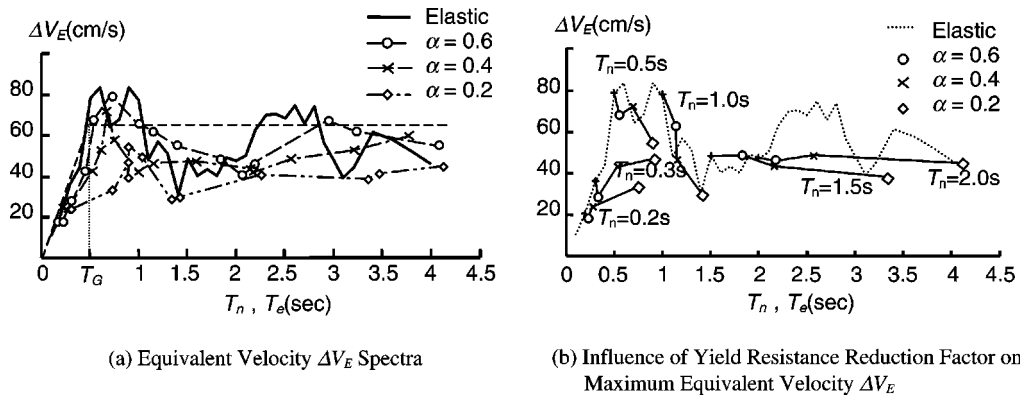 ΔV_E(cm/s)
Elastic
α = 0.6
α = 0.4
α = 0.2
80
60
40
20
0 T_G 1 1.5 2 2.5 3 3.5 4 4.5
T_n , T_e(sec)
(a) Equivalent Velocity ΔV_E Spectra
ΔV_E(cm/s)
Elastic
α = 0.6
α = 0.4
α = 0.2
T_n=0.5s
T_n=1.0s
T_n=0.3s
T_n=0.2s
T_n=1.5s
T_n=2.0s
80
60
40
20
0 0.5 1 1.5 2 2.5 3 3.5 4 4.5
T_n , T_e(sec)
(b) Influence of Yield Resistance Reduction Factor on
Maximum Equivalent Velocity ΔV_E